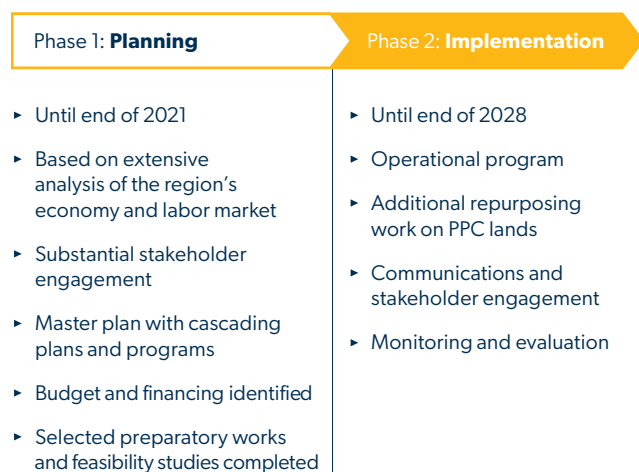 Phase 1: Planning
Phase 2: Implementation
▸ Until end of 2021
▸ Based on extensive
analysis of the region’s
economy and labor market
▸ Substantial stakeholder
engagement
▸ Master plan with cascading
plans and programs
▸ Budget and financing identified
▸ Selected preparatory works
and feasibility studies completed
▸ Until end of 2028
▸ Operational program
▸ Additional repurposing
work on PPC lands
▸ Communications and
stakeholder engagement
▸ Monitoring and evaluation